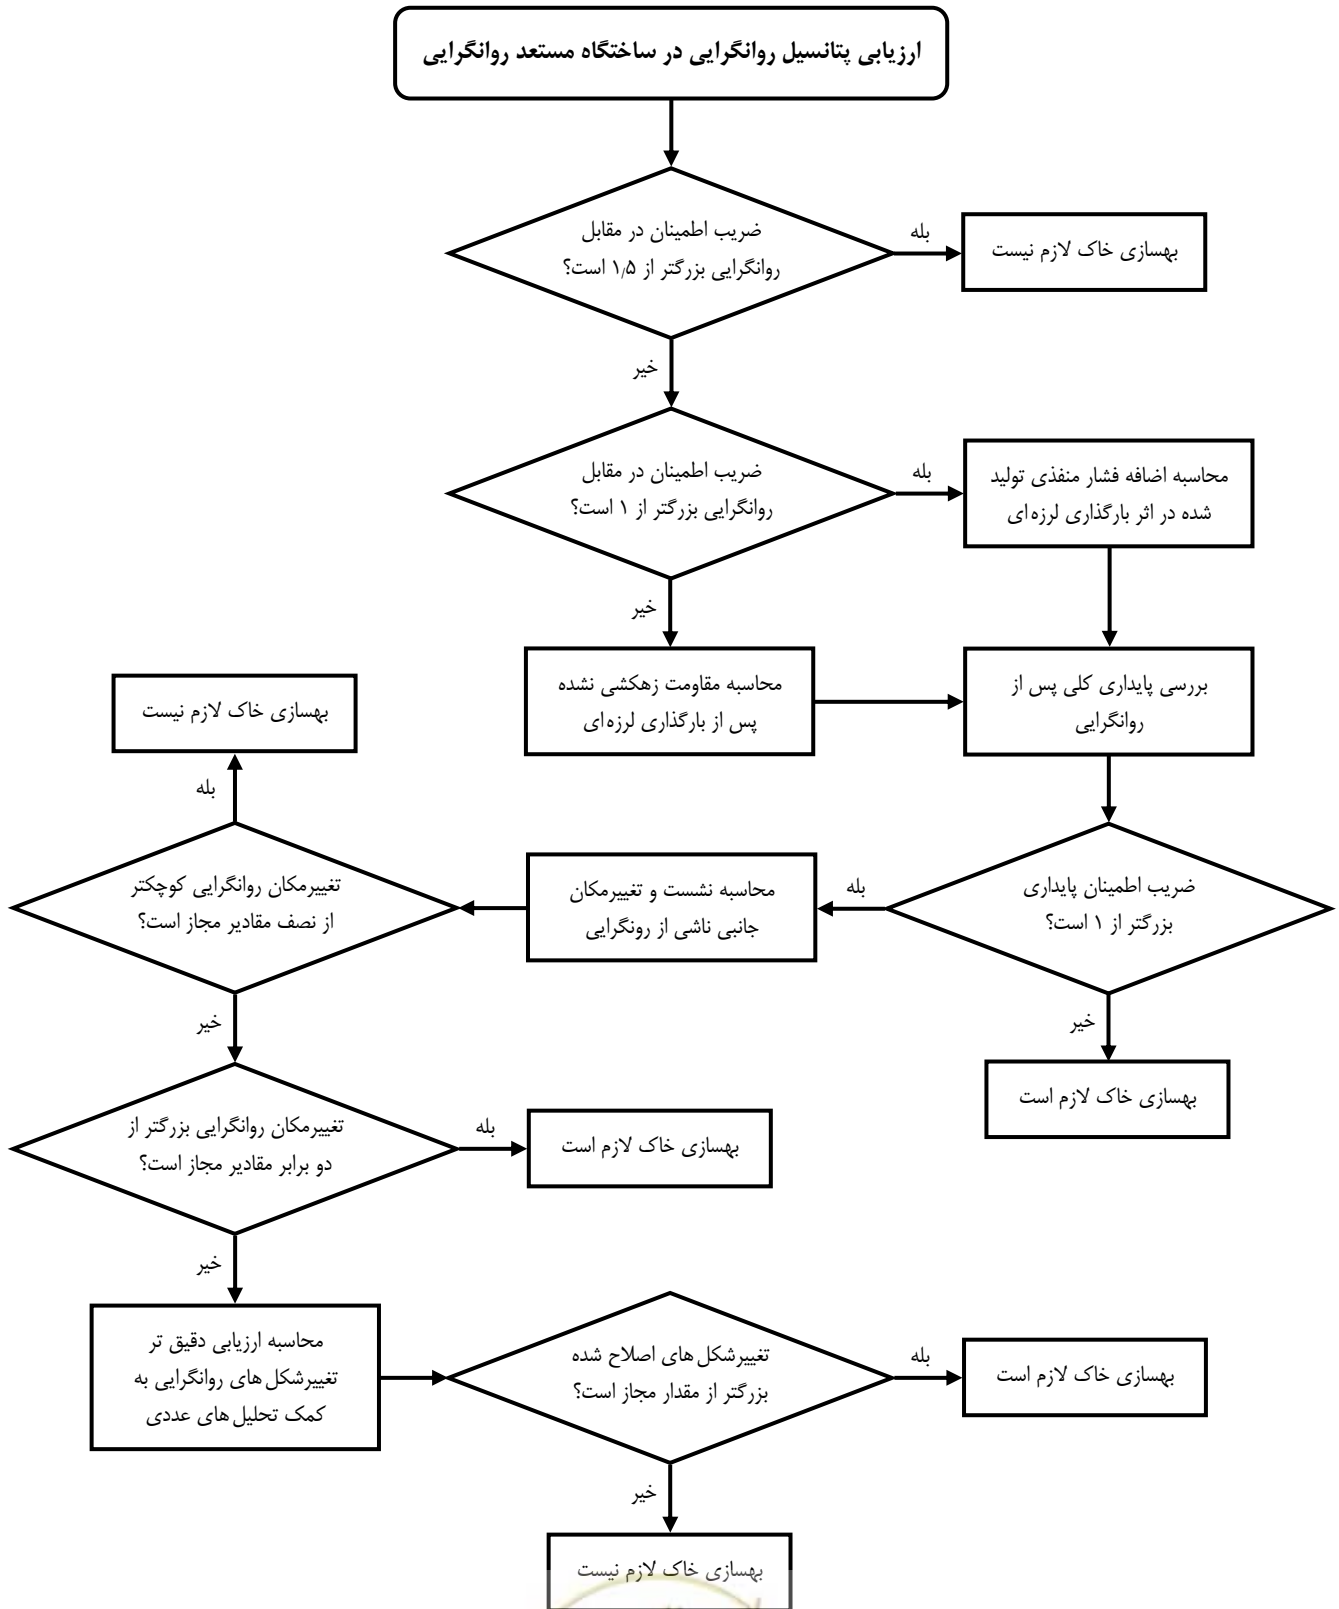 ارزیابی پتانسیل روانگرایی در ساختگاه مستعد روانگرایی
ضریب اطمینان در مقابل
روانگرایی بزرگتر از ۱٫۵ است؟
بله
بهسازی خاک لازم نیست
خیر
ضریب اطمینان در مقابل
روانگرایی بزرگتر از ۱ است؟
بله
محاسبه اضافه فشار منفذی تولید
شده در اثر بارگذاری لرزه ای
خیر
محاسبه مقاومت زهکشی نشده
پس از بارگذاری لرزه ای
بررسی پایداری کلی پس از
روانگرایی
ضریب اطمینان پایداری
بزرگتر از ۱ است؟
خیر
بهسازی خاک لازم است
بله
محاسبه نشست و تغییرمکان
جانبی ناشی از رونگرایی
تغییرمکان روانگرایی کوچکتر
از نصف مقادیر مجاز است؟
بله
بهسازی خاک لازم نیست
خیر
تغییرمکان روانگرایی بزرگتر از
دو برابر مقادیر مجاز است؟
بله
بهسازی خاک لازم است
خیر
محاسبه ارزیابی دقیق تر
تغییرشکل های روانگرایی به
کمک تحلیل های عددی
تغییرشکل های اصلاح شده
بزرگتر از مقدار مجاز است؟
بله
بهسازی خاک لازم است
خیر
بهسازی خاک لازم نیست